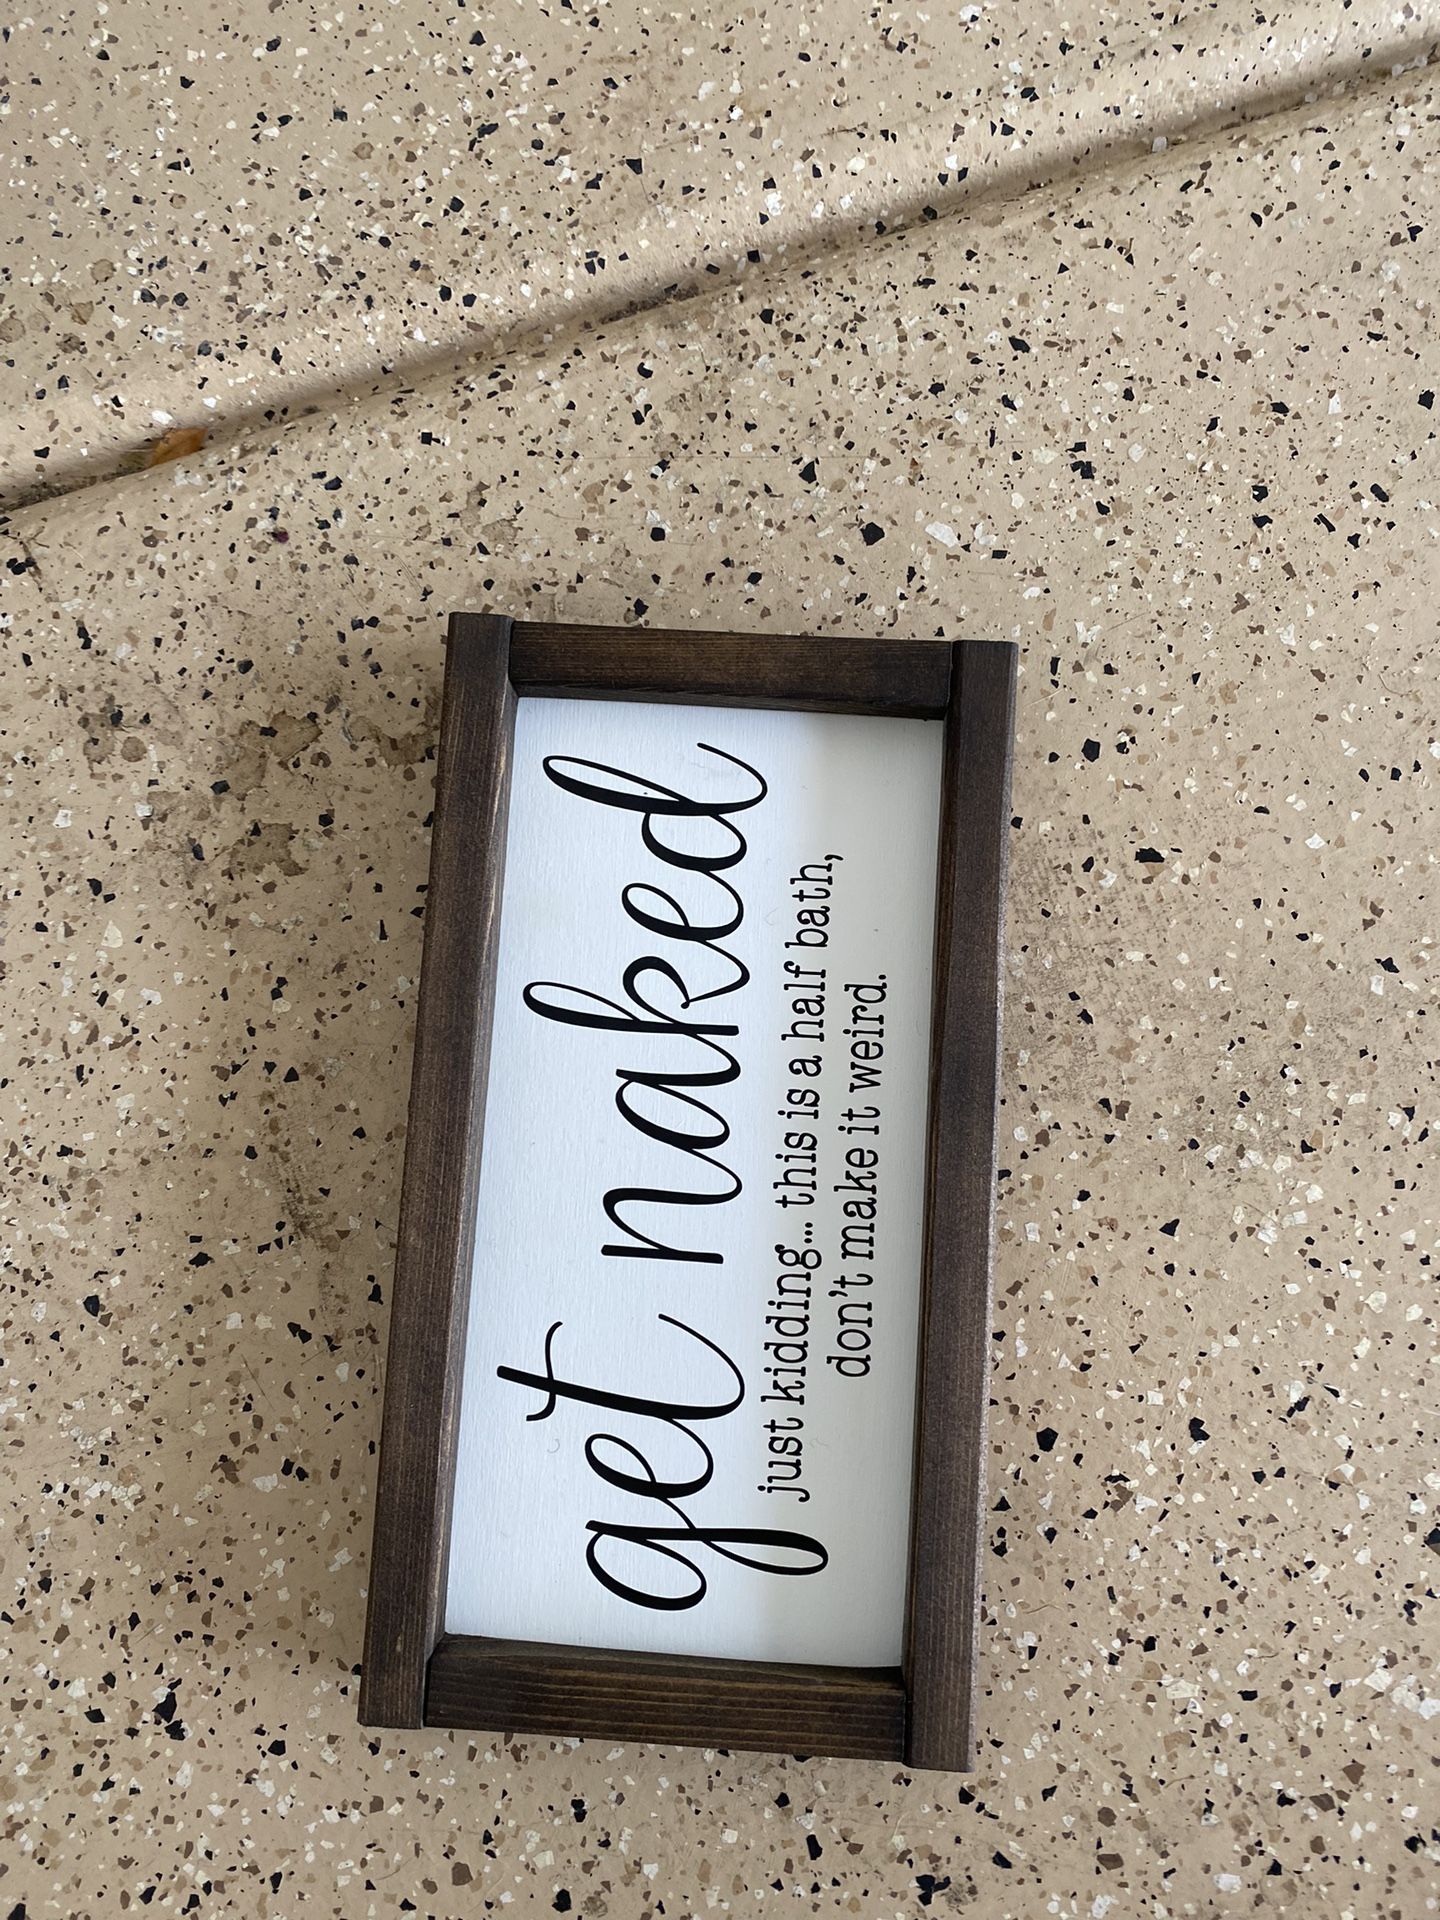 get naked
just kidding... this is a half bath,
don't make it weird.